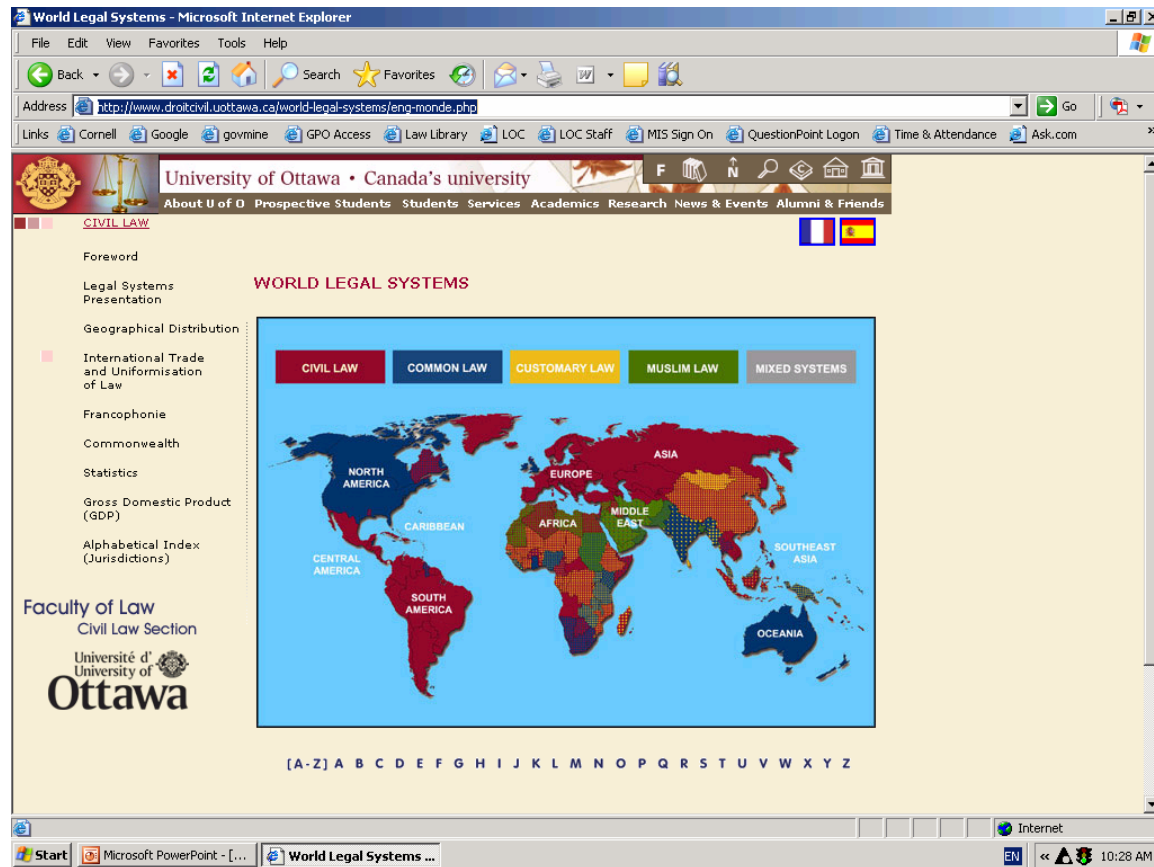 World Legal Systems - Microsoft Internet Explorer
File Edit View Favorites Tools Help
Back Search Favorites
Address http://www.droitcivil.uottawa.ca/world-legal-systems/eng-monde.php Go
Links Cornell Google govmine GPO Access Law Library LOC LOC Staff MIS Sign On QuestionPoint Logon Time & Attendance Ask.com »
University of Ottawa • Canada's university F
About U of O Prospective Students Students Services Academics Research News & Events Alumni & Friends
CIVIL LAW
Foreword
Legal Systems
Presentation
Geographical Distribution
International Trade
and Uniformisation
of Law
Francophonie
Commonwealth
Statistics
Gross Domestic Product
(GDP)
Alphabetical Index
(Jurisdictions)
Faculty of Law
Civil Law Section
Université d'
University of
Ottawa
WORLD LEGAL SYSTEMS
CIVIL LAW COMMON LAW CUSTOMARY LAW MUSLIM LAW MIXED SYSTEMS
NORTH
AMERICA
EUROPE
ASIA
CARIBBEAN
AFRICA
MIDDLE
EAST
CENTRAL
AMERICA
SOUTHEAST
ASIA
SOUTH
AMERICA
OCEANIA
[A-Z] A B C D E F G H I J K L M N O P Q R S T U V W X Y Z
Internet
Start Microsoft PowerPoint - [... World Legal Systems ... EN « 10:28 AM